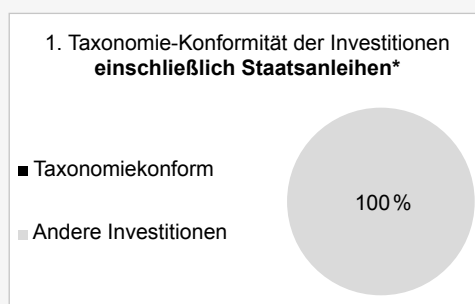 1. Taxonomie-Konformität der Investitionen
einschließlich Staatsanleihen*
Taxonomiekonform
Andere Investitionen
100 %